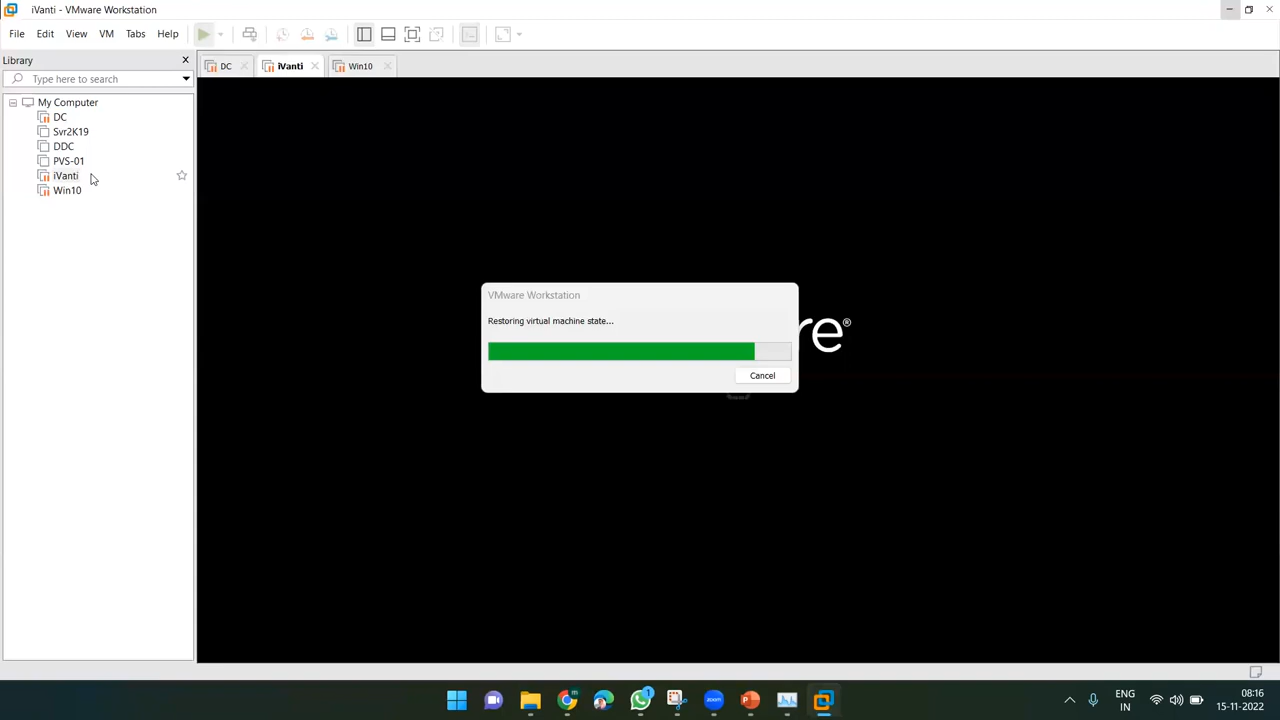 iVanti - VMware Workstation
File Edit View VM Tabs Help
Library
Type here to search
My Computer
DC
Svr2K19
DDC
PVS-01
iVanti
Win10
DC iVanti Win10
VMware Workstation
Restoring virtual machine state...
Cancel
re®
ENG
IN
08:16
15-11-2022
1
m
zoom